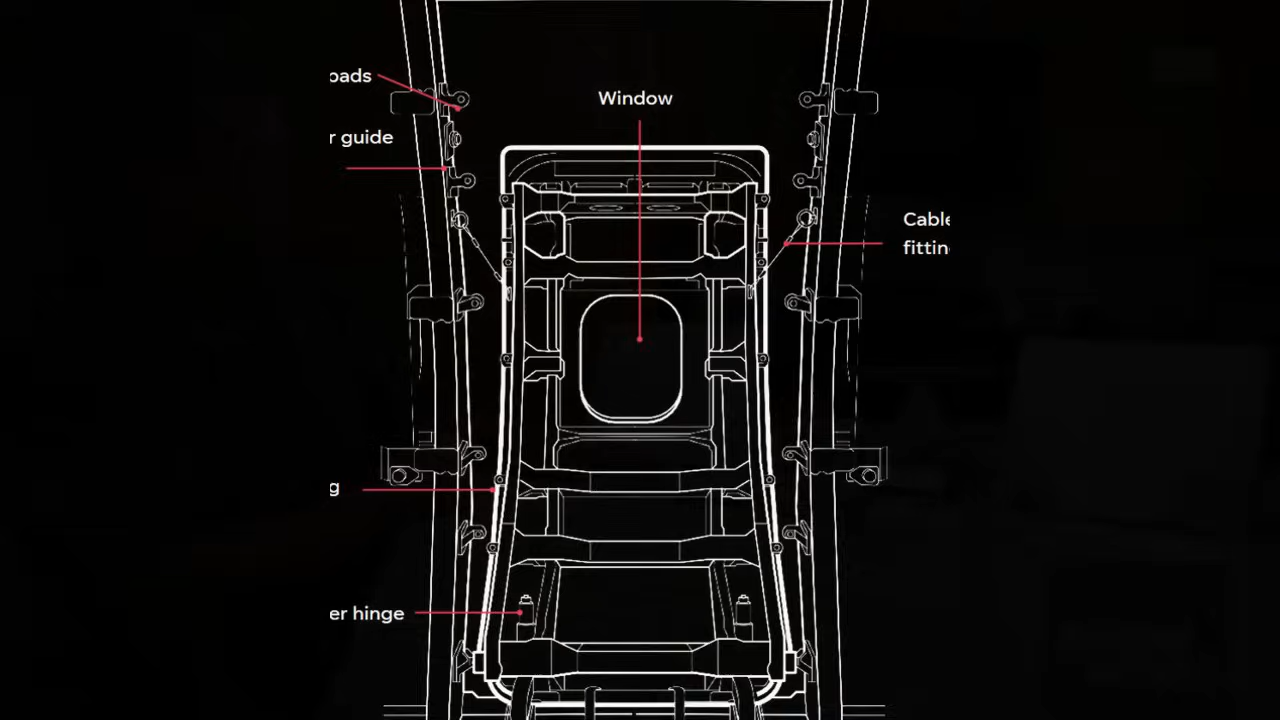 oads
Window
r guide
Cable
fittin
g
er hinge